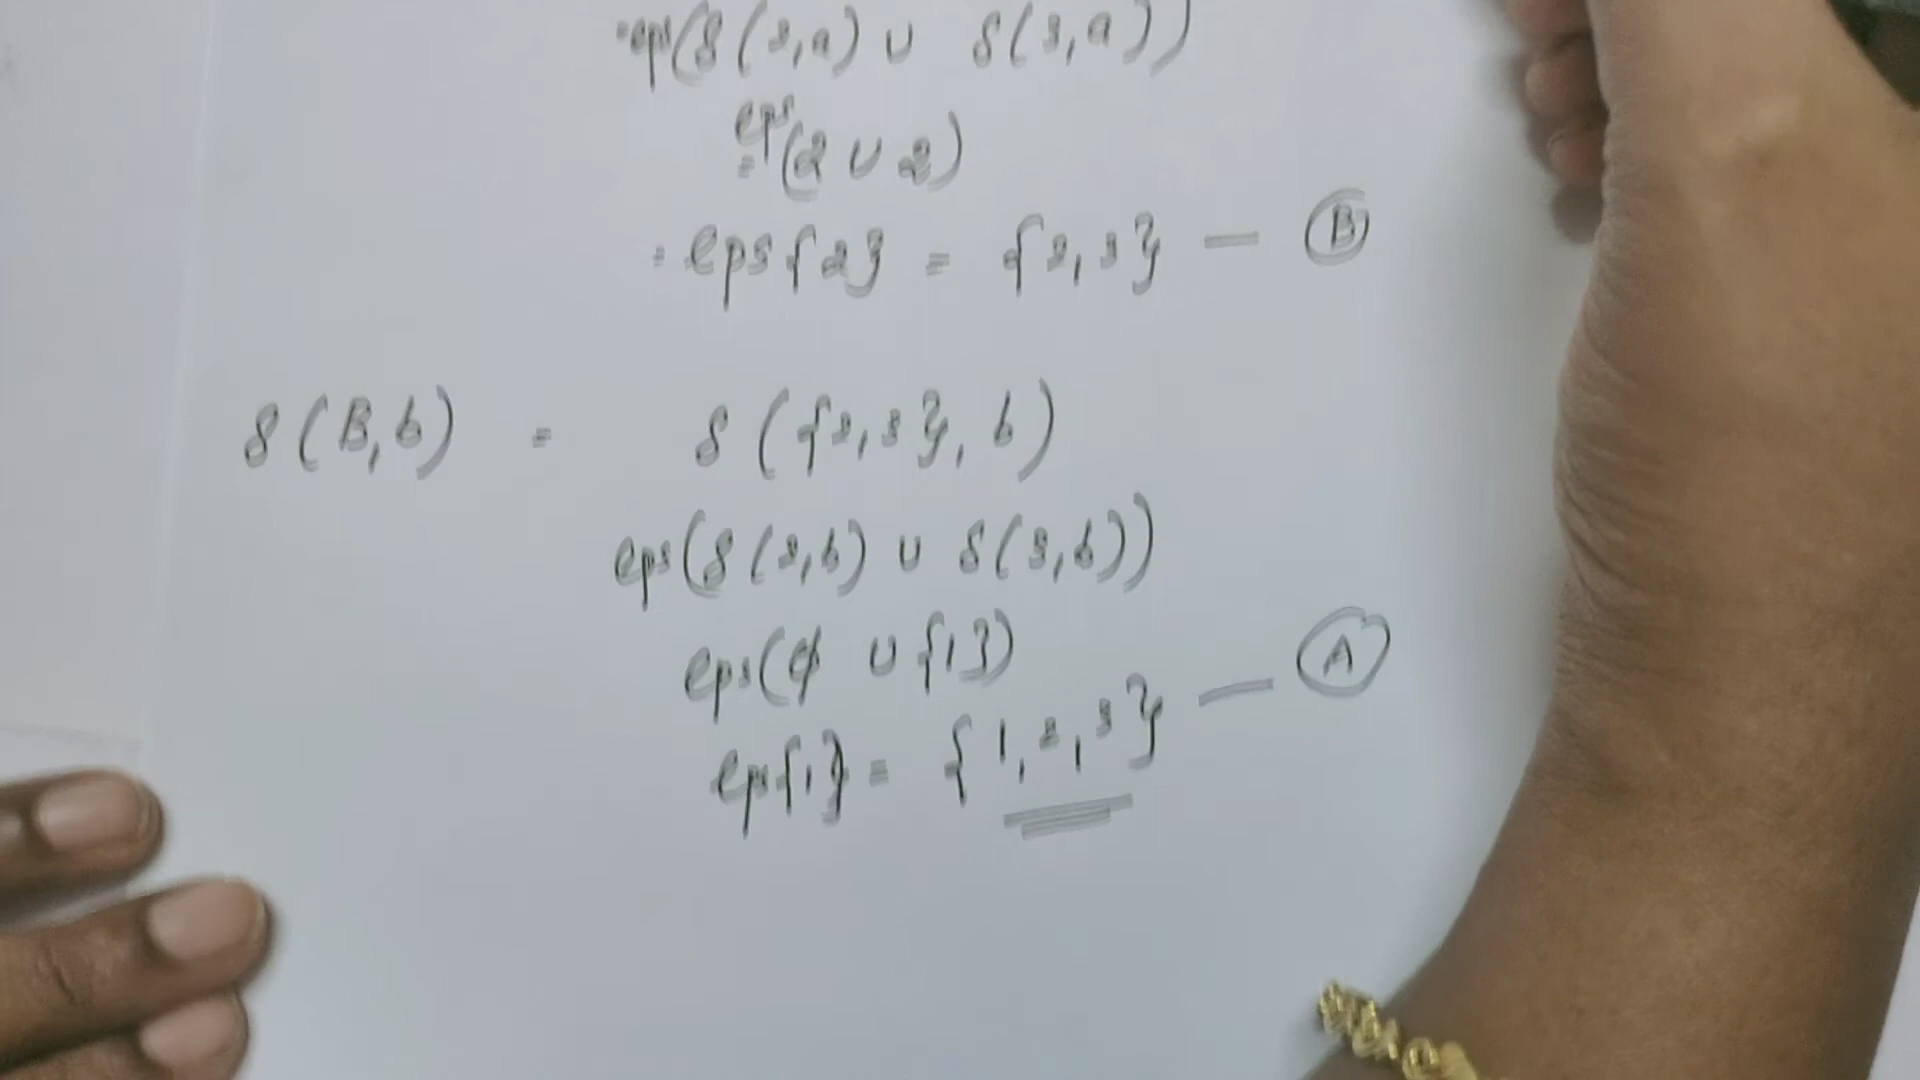 = eps(δ(2,a) ∪ δ(3,a))
= eps(2 ∪ 2)
= eps{2} = {2,3} — B
δ(B,b) = δ({2,3}, b)
eps(δ(2,b) ∪ δ(3,b))
eps(ϕ ∪ {1})
eps{1} = {1,2,3} — A